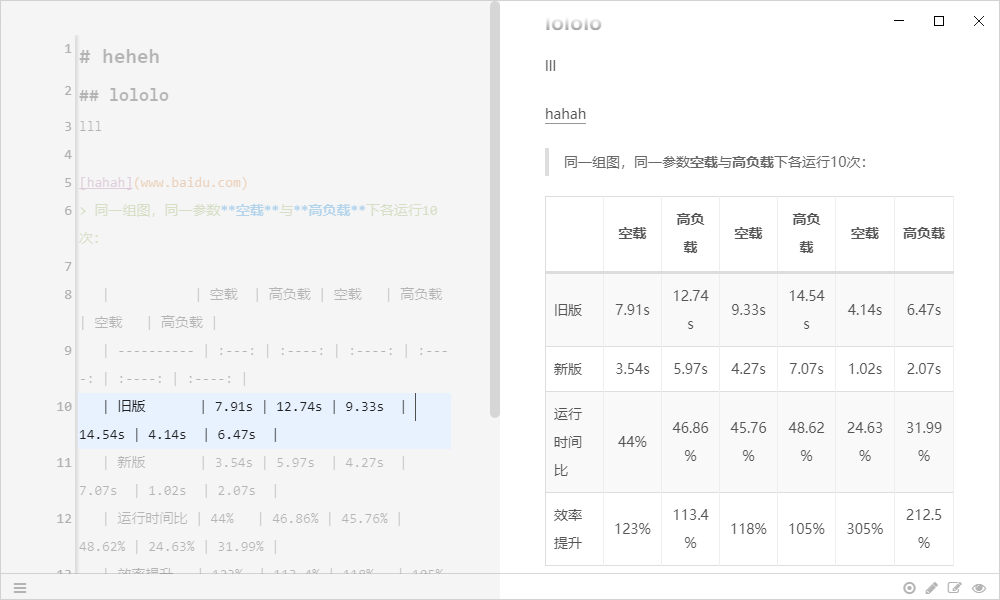 1 # heheh
2 ## lololo
3 lll
4
5 [hahah](www.baidu.com)
6 > 同一组图，同一参数**空载**与**高负载**下各运行10
次：
7
8 | | 空载 | 高负载 | 空载 | 高负载
| 空载 | 高负载 |
9 | ---------- | :---: | :----: | :----: | :---
-: | :----: | :----: |
10 | 旧版 | 7.91s | 12.74s | 9.33s |
14.54s | 4.14s | 6.47s |
11 | 新版 | 3.54s | 5.97s | 4.27s |
7.07s | 1.02s | 2.07s |
12 | 运行时间比 | 44% | 46.86% | 45.76% |
48.62% | 24.63% | 31.99% |
13 | 效率提升 | 123% | 113.4% | 118% | 105%
lololo
lll
hahah
同一组图，同一参数空载与高负载下各运行10次：
空载 高负载 空载 高负载 空载 高负载
旧版 7.91s 12.74s 9.33s 14.54s 4.14s 6.47s
新版 3.54s 5.97s 4.27s 7.07s 1.02s 2.07s
运行时间比 44% 46.86% 45.76% 48.62% 24.63% 31.99%
效率提升 123% 113.4% 118% 105% 305% 212.5%